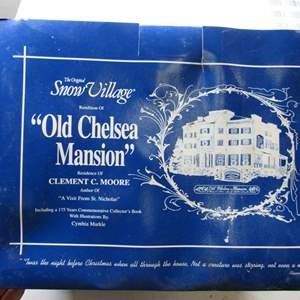 The Original
Snow Village
Rendition Of
"Old Chelsea
Mansion"
Residence Of
CLEMENT C. MOORE
Author Of
"A Visit From St. Nicholas"
Including a 175 Years Commemorative Collector's Book
With Illustrations By
Cynthia Markle
Old Chelsea Mansion
'Twas the night before Christmas when all through the house, Not a creature was stirring, not even a